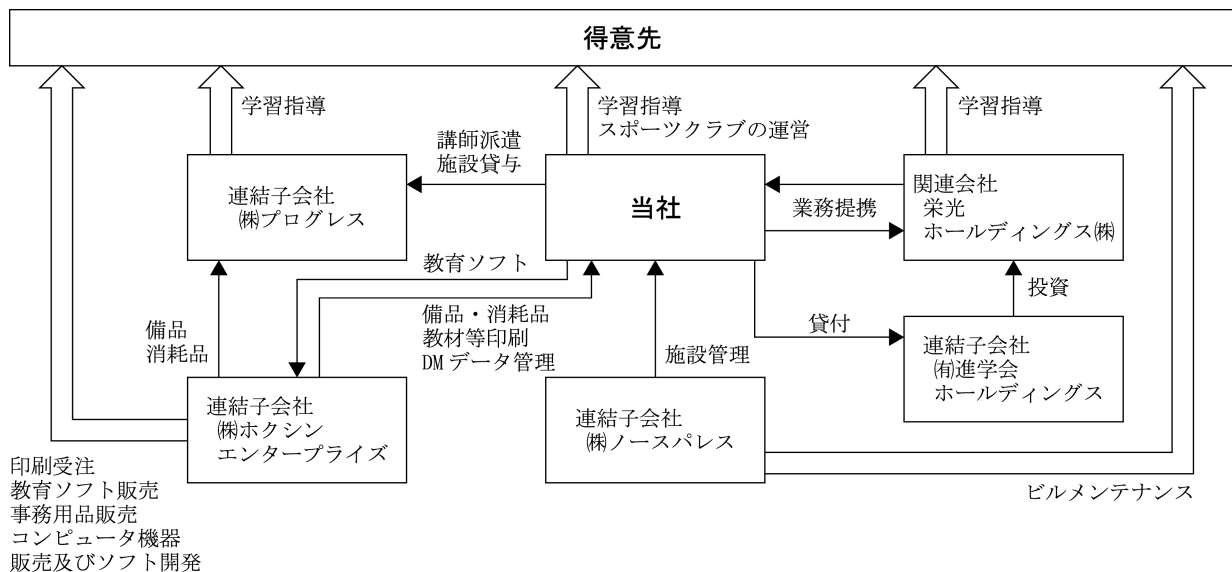 得意先
学習指導
学習指導
スポーツクラブの運営
学習指導
講師派遣
施設貸与
連結子会社
㈱プログレス
当社
業務提携
関連会社
栄光
ホールディングス㈱
教育ソフト
備品・消耗品
教材等印刷
DMデータ管理
施設管理
貸付
投資
備品
消耗品
連結子会社
㈲進学会
ホールディングス
連結子会社
㈱ホクシン
エンタープライズ
連結子会社
㈱ノースパレス
印刷受注
教育ソフト販売
事務用品販売
コンピュータ機器
販売及びソフト開発
ビルメンテナンス